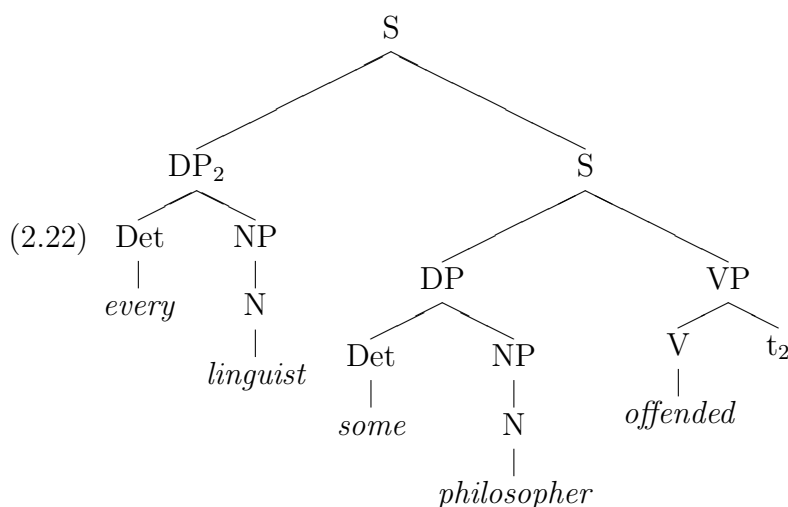 S
DP₂ S
(2.22) Det NP
DP VP
every N
Det NP V t₂
linguist
some N offended
philosopher